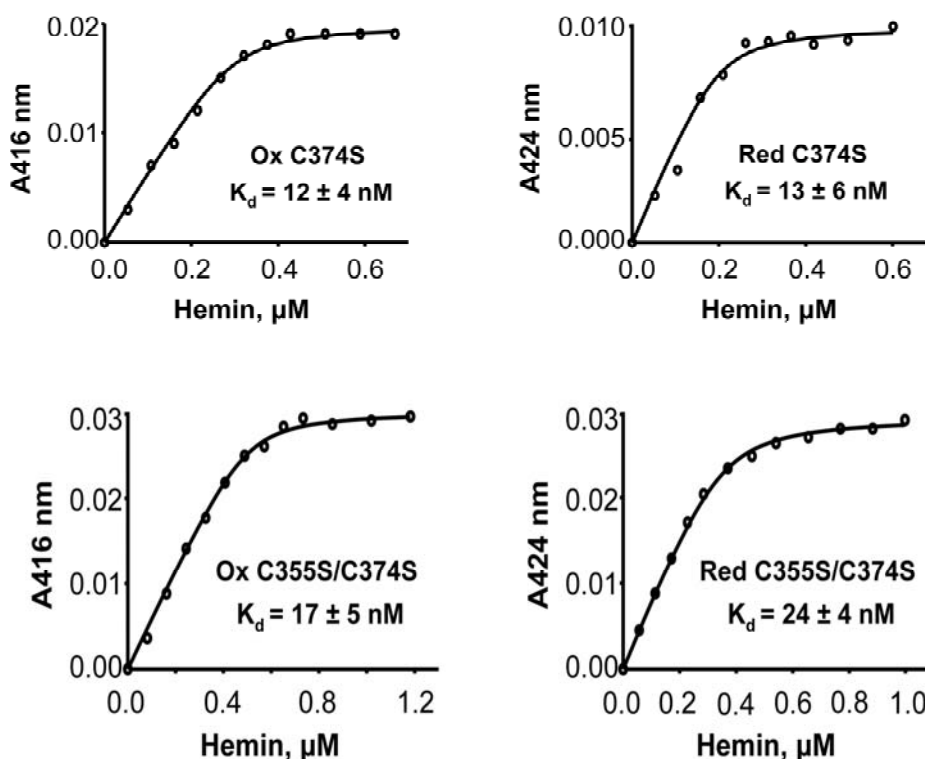 0.02
0.01
0.00
A416 nm
Ox C374S
Kd = 12 ± 4 nM
0.0 0.2 0.4 0.6
Hemin, µM
0.010
0.005
0.000
A424 nm
Red C374S
Kd = 13 ± 6 nM
0.0 0.2 0.4 0.6
Hemin, µM
0.03
0.02
0.01
0.00
A416 nm
Ox C355S/C374S
Kd = 17 ± 5 nM
0.0 0.4 0.8 1.2
Hemin, µM
0.03
0.02
0.01
0.00
A424 nm
Red C355S/C374S
Kd = 24 ± 4 nM
0.0 0.2 0.4 0.6 0.8 1.0
Hemin, µM